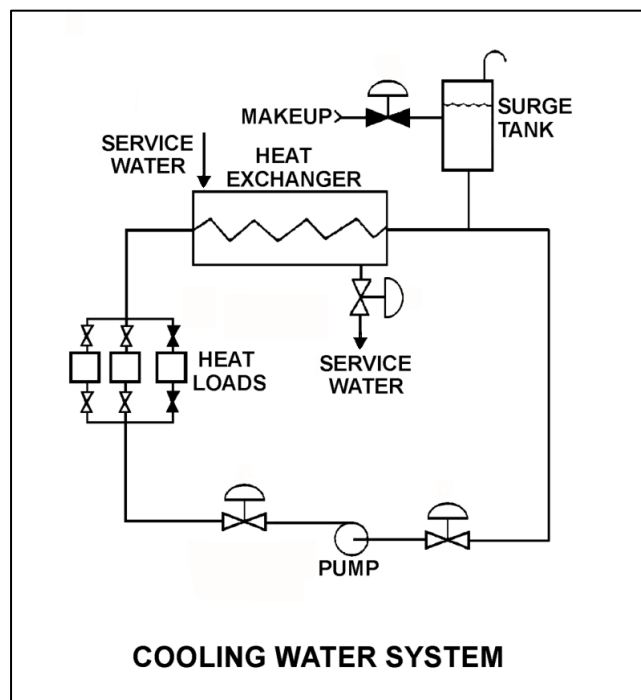 MAKEUP
SURGE
TANK
SERVICE
WATER
HEAT
EXCHANGER
HEAT
LOADS
SERVICE
WATER
PUMP
COOLING WATER SYSTEM